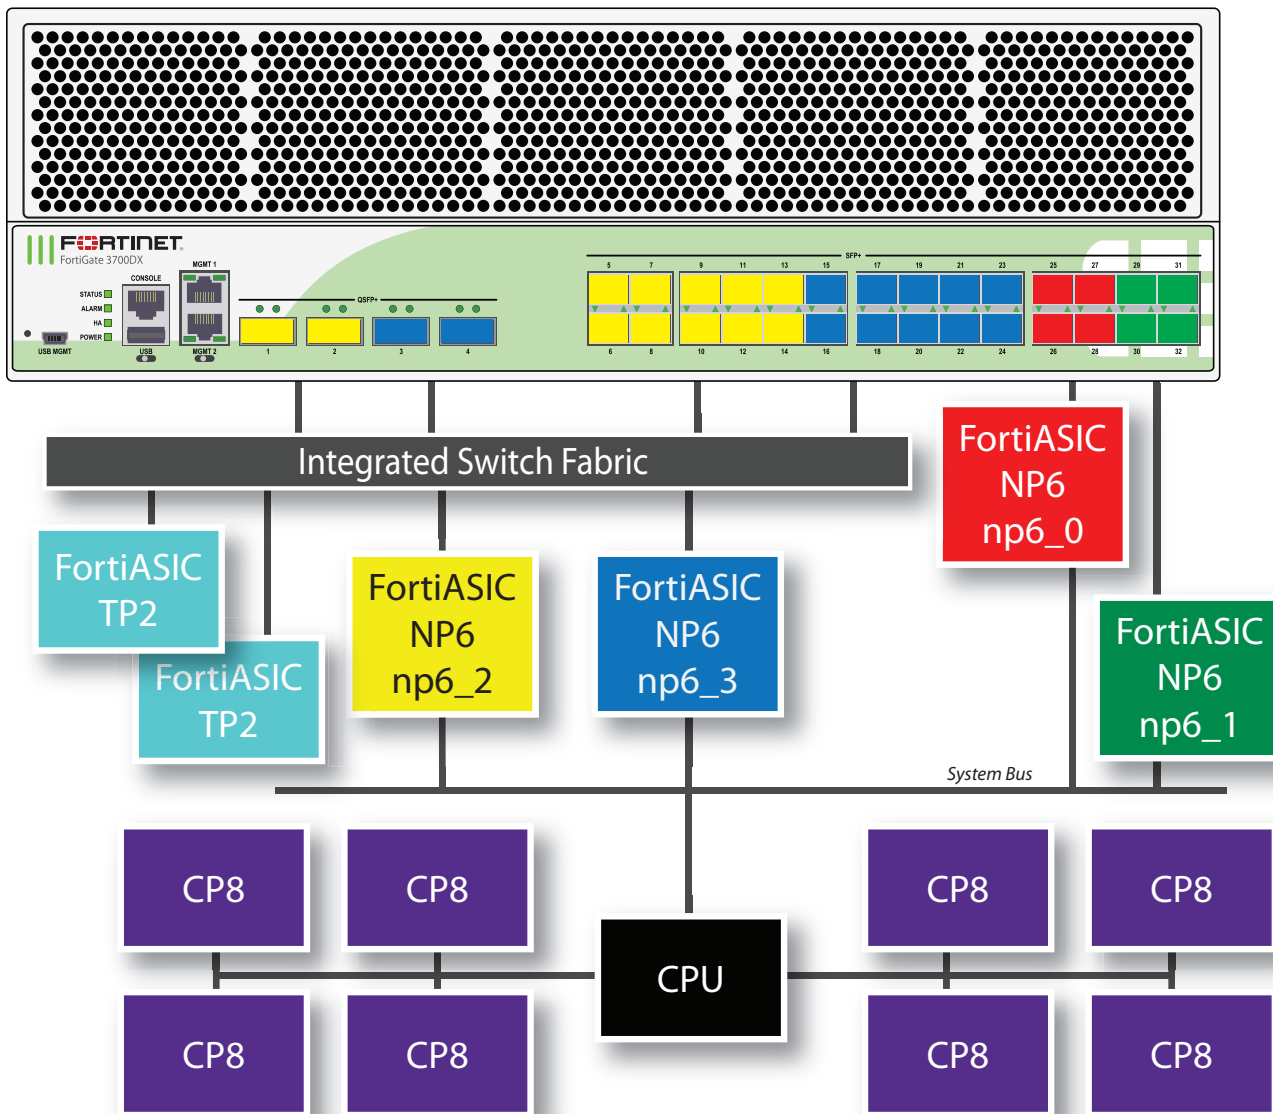 FORTINET
FortiGate 3700DX
STATUS
ALARM
HA
POWER
USB MGMT
CONSOLE
USB
MGMT 1
MGMT 2
QSFP+
1 2 3 4
SFP+
5 7 9 11 13 15 17 19 21 23 25 27 29 31
6 8 10 12 14 16 18 20 22 24 26 28 30 32
Integrated Switch Fabric
FortiASIC
NP6
np6_0
FortiASIC
TP2
FortiASIC
TP2
FortiASIC
NP6
np6_2
FortiASIC
NP6
np6_3
FortiASIC
NP6
np6_1
System Bus
CP8 CP8 CP8 CP8
CPU
CP8 CP8 CP8 CP8